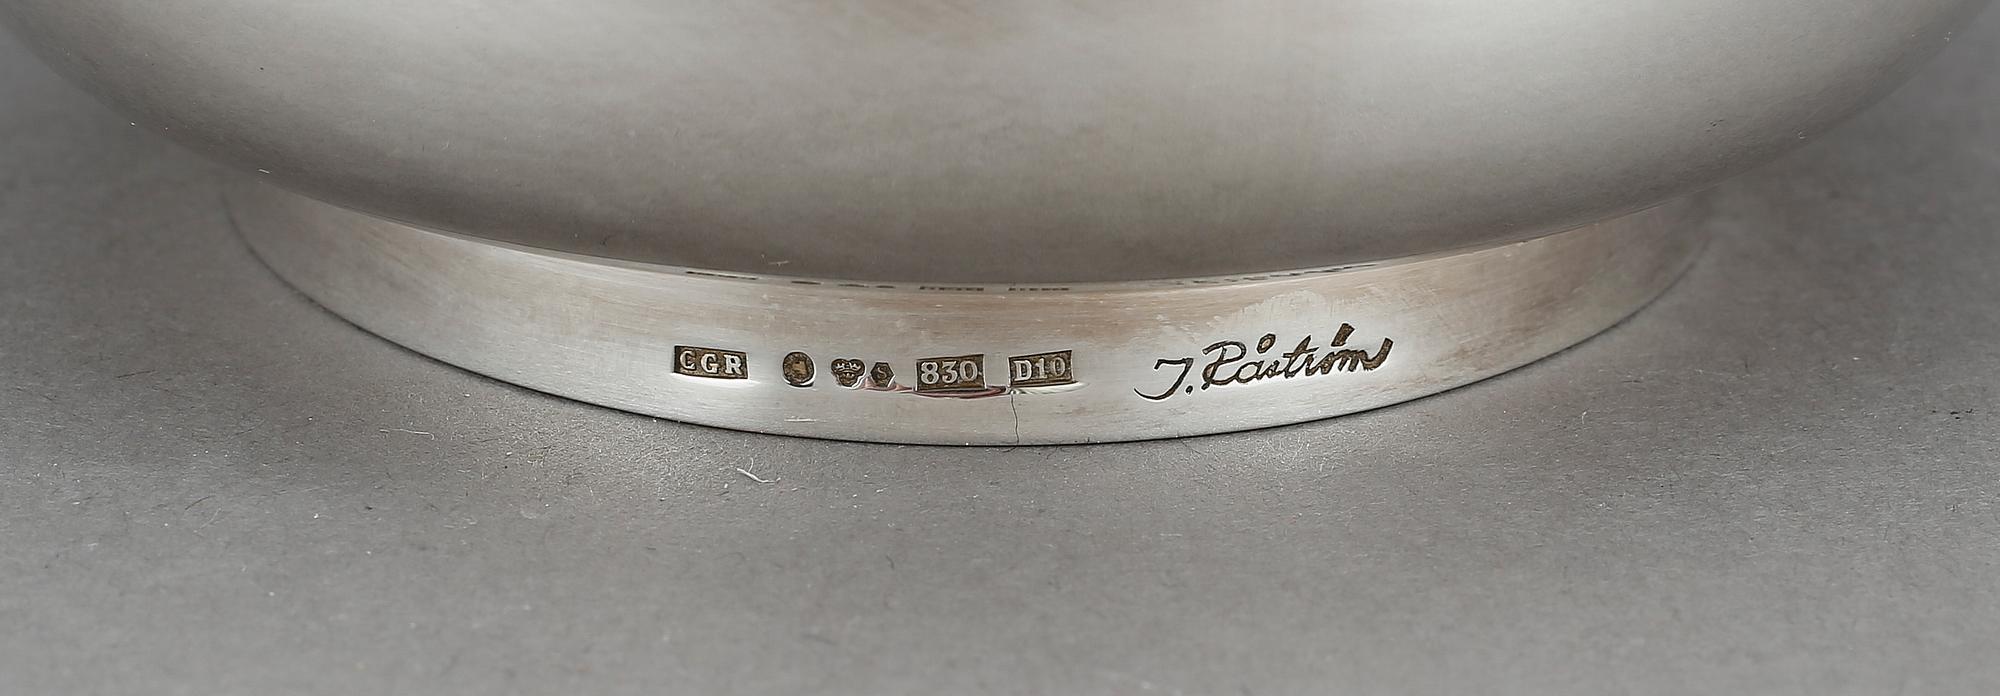 CGR S 830 D10 J. Råström